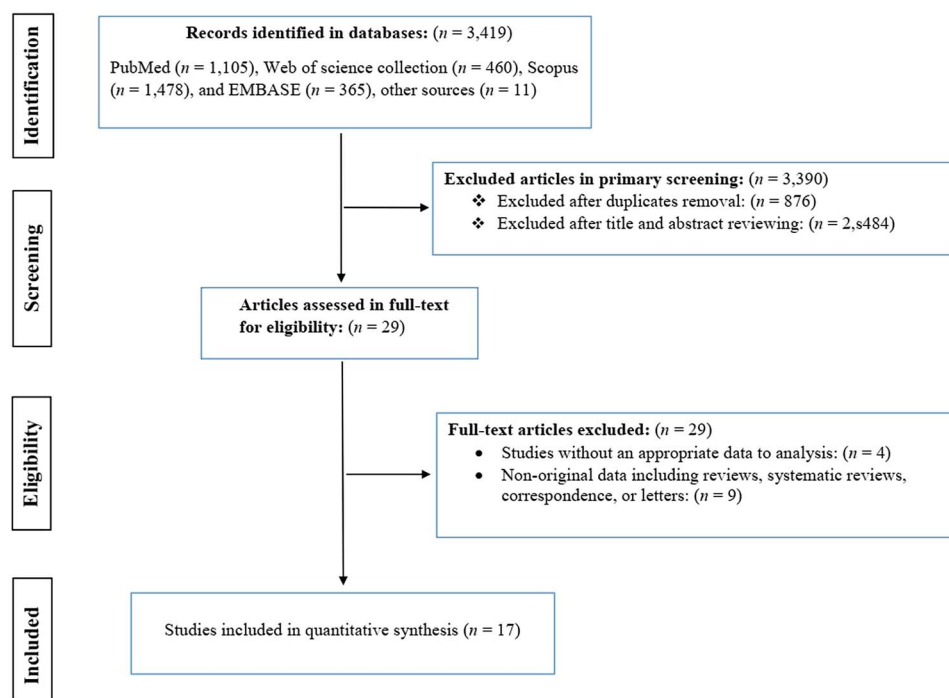 Identification
Records identified in databases: (n = 3,419)
PubMed (n = 1,105), Web of science collection (n = 460), Scopus
(n = 1,478), and EMBASE (n = 365), other sources (n = 11)
Screening
Excluded articles in primary screening: (n = 3,390)
❖ Excluded after duplicates removal: (n = 876)
❖ Excluded after title and abstract reviewing: (n = 2,s484)
Articles assessed in full-text
for eligibility: (n = 29)
Eligibility
Full-text articles excluded: (n = 29)
• Studies without an appropriate data to analysis: (n = 4)
• Non-original data including reviews, systematic reviews,
correspondence, or letters: (n = 9)
Included
Studies included in quantitative synthesis (n = 17)